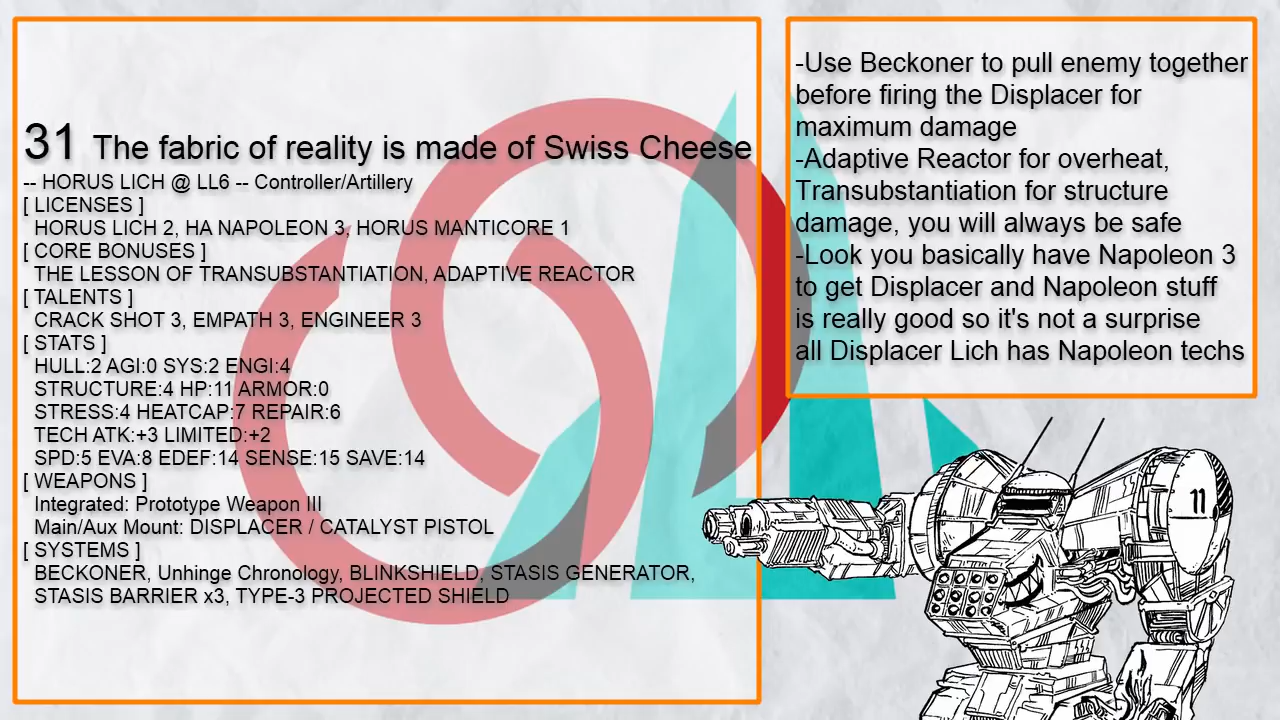 31 The fabric of reality is made of Swiss Cheese
-- HORUS LICH @ LL6 -- Controller/Artillery
[ LICENSES ]
HORUS LICH 2, HA NAPOLEON 3, HORUS MANTICORE 1
[ CORE BONUSES ]
THE LESSON OF TRANSUBSTANTIATION, ADAPTIVE REACTOR
[ TALENTS ]
CRACK SHOT 3, EMPATH 3, ENGINEER 3
[ STATS ]
HULL:2 AGI:0 SYS:2 ENGI:4
STRUCTURE:4 HP:11 ARMOR:0
STRESS:4 HEATCAP:7 REPAIR:6
TECH ATK:+3 LIMITED:+2
SPD:5 EVA:8 EDEF:14 SENSE:15 SAVE:14
[ WEAPONS ]
Integrated: Prototype Weapon III
Main/Aux Mount: DISPLACER / CATALYST PISTOL
[ SYSTEMS ]
BECKONER, Unhinge Chronology, BLINKSHIELD, STASIS GENERATOR,
STASIS BARRIER x3, TYPE-3 PROJECTED SHIELD
-Use Beckoner to pull enemy together
before firing the Displacer for
maximum damage
-Adaptive Reactor for overheat,
Transubstantiation for structure
damage, you will always be safe
-Look you basically have Napoleon 3
to get Displacer and Napoleon stuff
is really good so it's not a surprise
all Displacer Lich has Napoleon techs
11